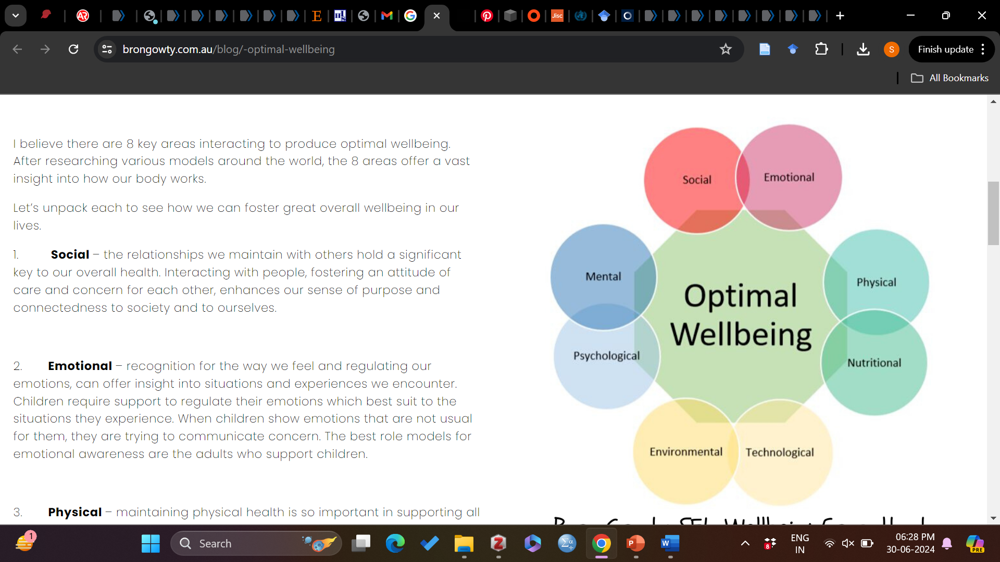 Jisc
brongowty.com.au/blog/-optimal-wellbeing
S
Finish update
All Bookmarks
I believe there are 8 key areas interacting to produce optimal wellbeing.
After researching various models around the world, the 8 areas offer a vast
insight into how our body works.
Let's unpack each to see how we can foster great overall wellbeing in our
lives.
1. Social – the relationships we maintain with others hold a significant
key to our overall health. Interacting with people, fostering an attitude of
care and concern for each other, enhances our sense of purpose and
connectedness to society and to ourselves.
2. Emotional – recognition for the way we feel and regulating our
emotions, can offer insight into situations and experiences we encounter.
Children require support to regulate their emotions which best suit to the
situations they experience. When children show emotions that are not usual
for them, they are trying to communicate concern. The best role models for
emotional awareness are the adults who support children.
3. Physical – maintaining physical health is so important in supporting all
Social
Emotional
Mental
Physical
Optimal
Wellbeing
Psychological
Nutritional
Environmental
Technological
1
Search
8
ENG
IN
06:28 PM
30-06-2024
PRE